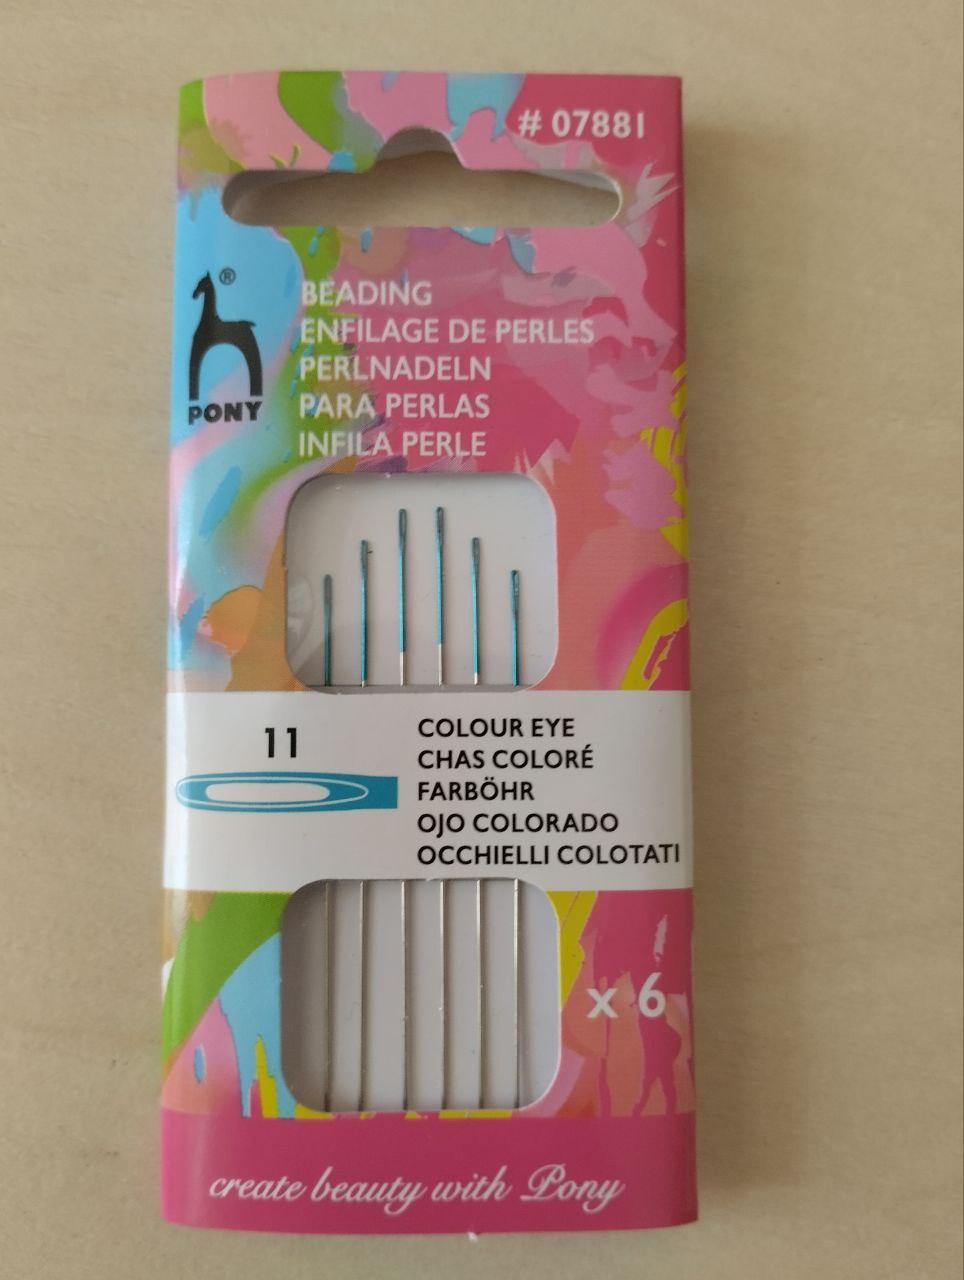 # 07881
®
PONY
BEADING
ENFILAGE DE PERLES
PERLNADELN
PARA PERLAS
INFILA PERLE
11
COLOUR EYE
CHAS COLORÉ
FARBÖHR
OJO COLORADO
OCCHIELLI COLOTATI
x 6
create beauty with Pony